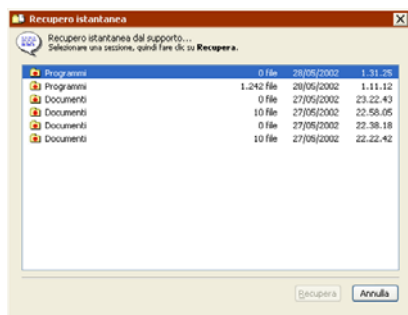 Recupero istantanea
Recupero istantanea dal supporto...
Selezionare una sessione, quindi fare clic su Recupera.
Programmi 0 file 28/05/2002 1.31.25
Programmi 1.242 file 28/05/2002 1.11.12
Documenti 0 file 27/05/2002 23.22.43
Documenti 10 file 27/05/2002 22.58.05
Documenti 0 file 27/05/2002 22.38.18
Documenti 10 file 27/05/2002 22.22.42
Recupera Annulla